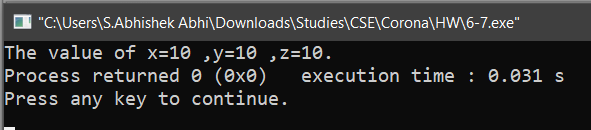 "C:\Users\S.Abhishek Abhi\Downloads\Studies\CSE\Corona\HW\6-7.exe"
The value of x=10 ,y=10 ,z=10.
Process returned 0 (0x0)   execution time : 0.031 s
Press any key to continue.